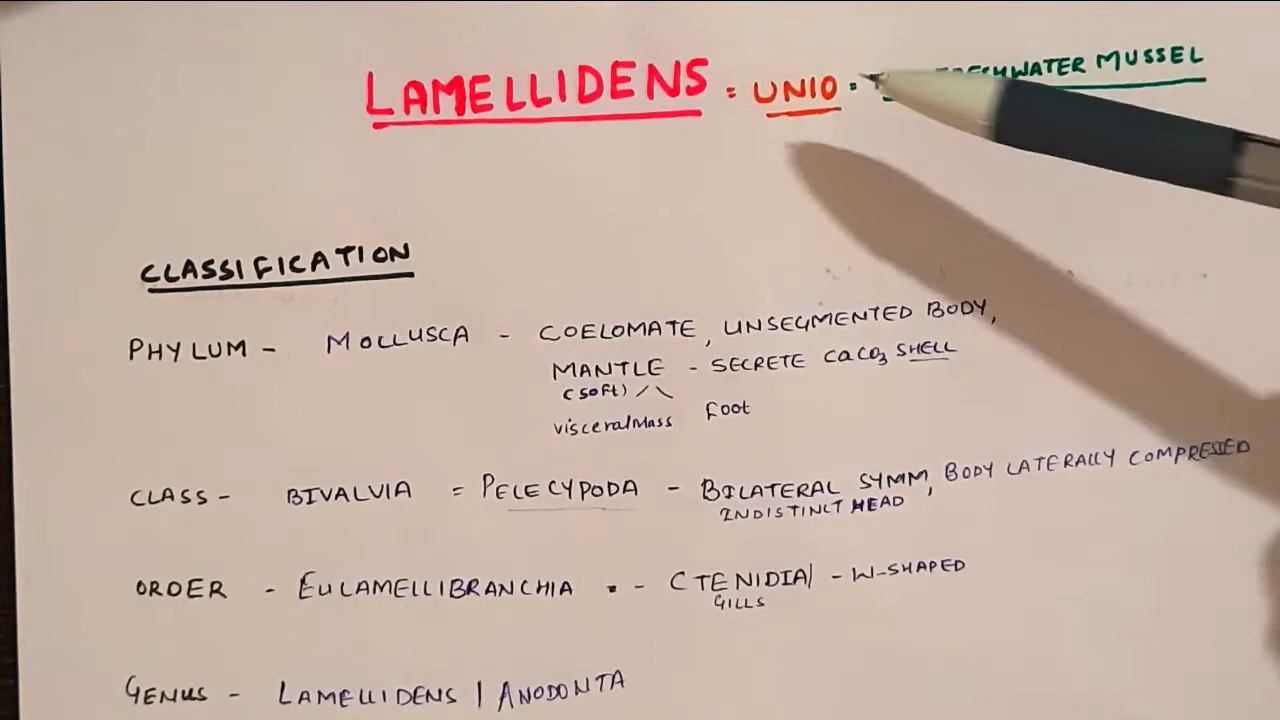 LAMELLIDENS = UNIO = FRESHWATER MUSSEL
CLASSIFICATION
PHYLUM - MOLLUSCA - COELOMATE, UNSEGMENTED BODY,
MANTLE - SECRETE CaCO3 SHELL
(soft)
visceralMass Foot
CLASS - BIVALVIA = PELECYPODA - BILATERAL SYMM, BODY LATERALLY COMPRESSED
INDISTINCT HEAD
ORDER - EULAMELLIBRANCHIA - CTENIDIA/ - W-SHAPED
GILLS
GENUS - LAMELLIDENS / ANODONTA